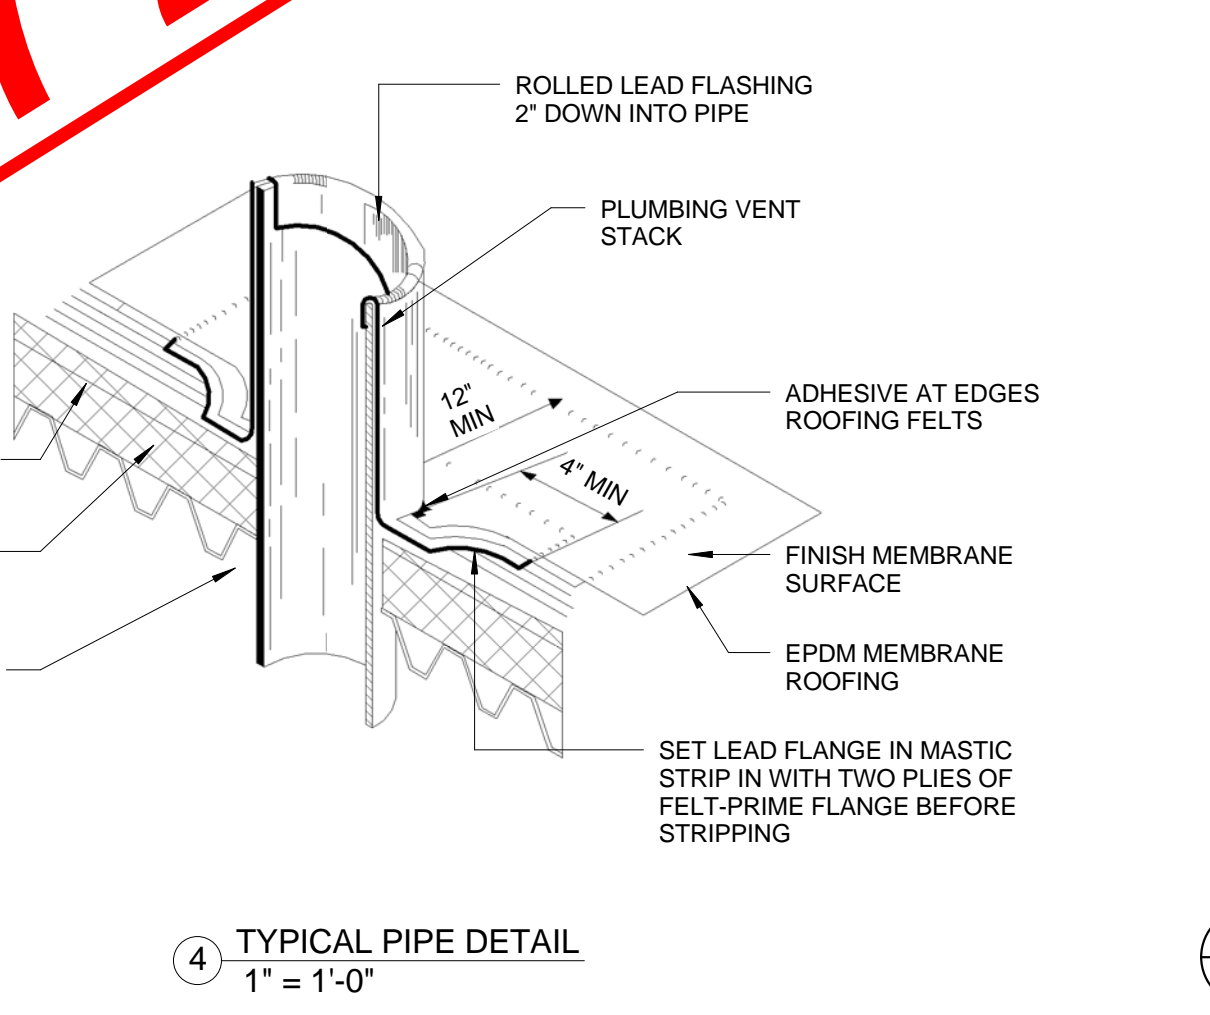 ROLLED LEAD FLASHING
2" DOWN INTO PIPE
PLUMBING VENT
STACK
12"
MIN
ADHESIVE AT EDGES
ROOFING FELTS
4" MIN
FINISH MEMBRANE
SURFACE
EPDM MEMBRANE
ROOFING
SET LEAD FLANGE IN MASTIC
STRIP IN WITH TWO PLIES OF
FELT-PRIME FLANGE BEFORE
STRIPPING
4 TYPICAL PIPE DETAIL
1" = 1'-0"